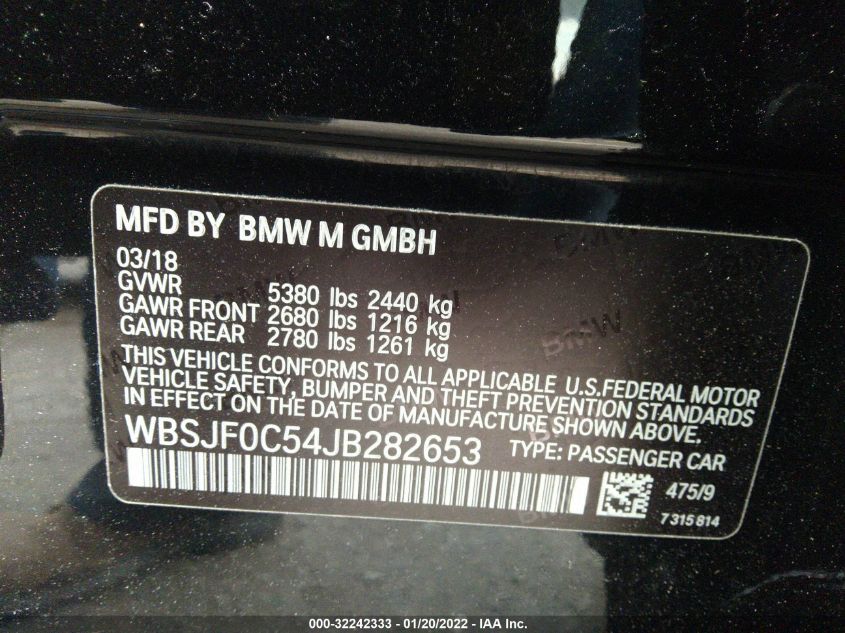 MFD BY BMW M GMBH
03/18
GVWR 5380 lbs 2440 kg
GAWR FRONT 2680 lbs 1216 kg
GAWR REAR 2780 lbs 1261 kg
THIS VEHICLE CONFORMS TO ALL APPLICABLE U.S.FEDERAL MOTOR
VEHICLE SAFETY, BUMPER AND THEFT PREVENTION STANDARDS
IN EFFECT ON THE DATE OF MANUFACTURE SHOWN ABOVE.
WBSJF0C54JB282653 TYPE: PASSENGER CAR
475/9
7315814
BMW
000-32242333 - 01/20/2022 - IAA Inc.